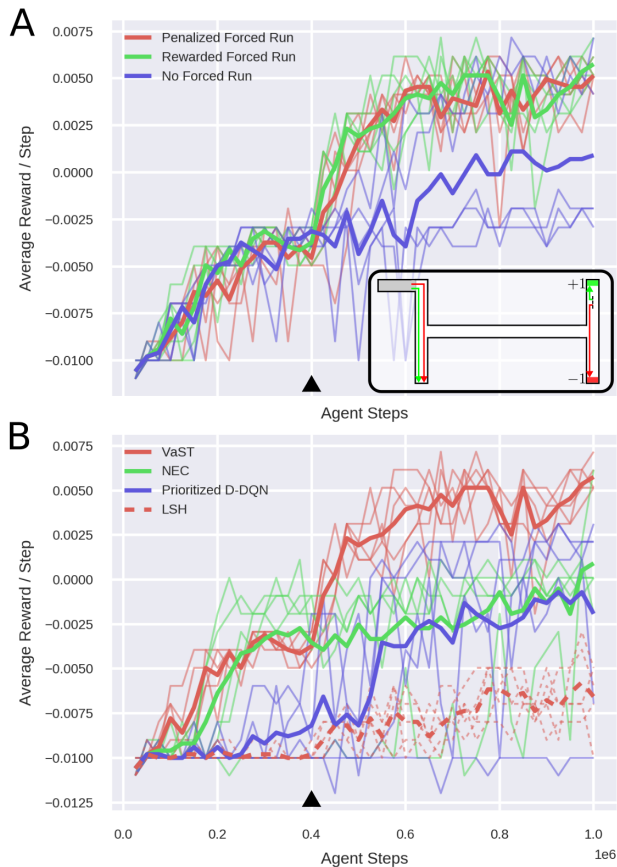 A
Penalized Forced Run
Rewarded Forced Run
No Forced Run
Average Reward / Step
0.0075
0.0050
0.0025
0.0000
−0.0025
−0.0050
−0.0075
−0.0100
+1
−1
Agent Steps
B
VaST
NEC
Prioritized D-DQN
LSH
Average Reward / Step
0.0075
0.0050
0.0025
0.0000
−0.0025
−0.0050
−0.0075
−0.0100
−0.0125
0.0
0.2
0.4
0.6
0.8
1.0
1e6
Agent Steps